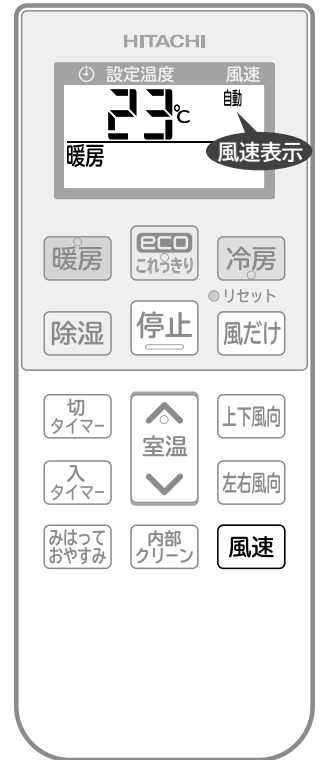 HITACHI
設定温度 風速
23℃ 自動
暖房
風速表示
暖房 eco これっきり 冷房
リセット
除湿 停止 風だけ
切タイマー 室温 上下風向
入タイマー 左右風向
みはっておやすみ 内部クリーン 風速